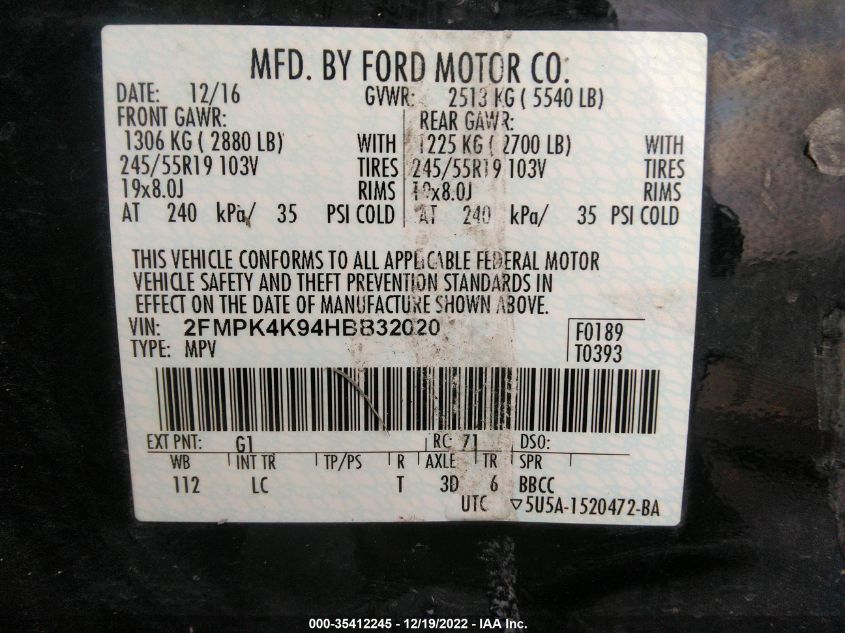 MFD. BY FORD MOTOR CO.
DATE: 12/16 GVWR: 2513 KG ( 5540 LB)
FRONT GAWR: REAR GAWR:
1306 KG ( 2880 LB) WITH 1225 KG ( 2700 LB) WITH
245/55R19 103V TIRES 245/55R19 103V TIRES
19x8.0J RIMS 19x8.0J RIMS
AT 240 kPa/ 35 PSI COLD AT 240 kPa/ 35 PSI COLD
THIS VEHICLE CONFORMS TO ALL APPLICABLE FEDERAL MOTOR
VEHICLE SAFETY AND THEFT PREVENTION STANDARDS IN
EFFECT ON THE DATE OF MANUFACTURE SHOWN ABOVE.
VIN: 2FMPK4K94HBB32020 F0189
TYPE: MPV T0393
EXT PNT: G1 RC: 71 DSO:
WB INT TR TP/PS R AXLE TR SPR
112 LC T 3D 6 BBCC
UTC ▽5U5A-1520472-BA
000-35412245 - 12/19/2022 - IAA Inc.